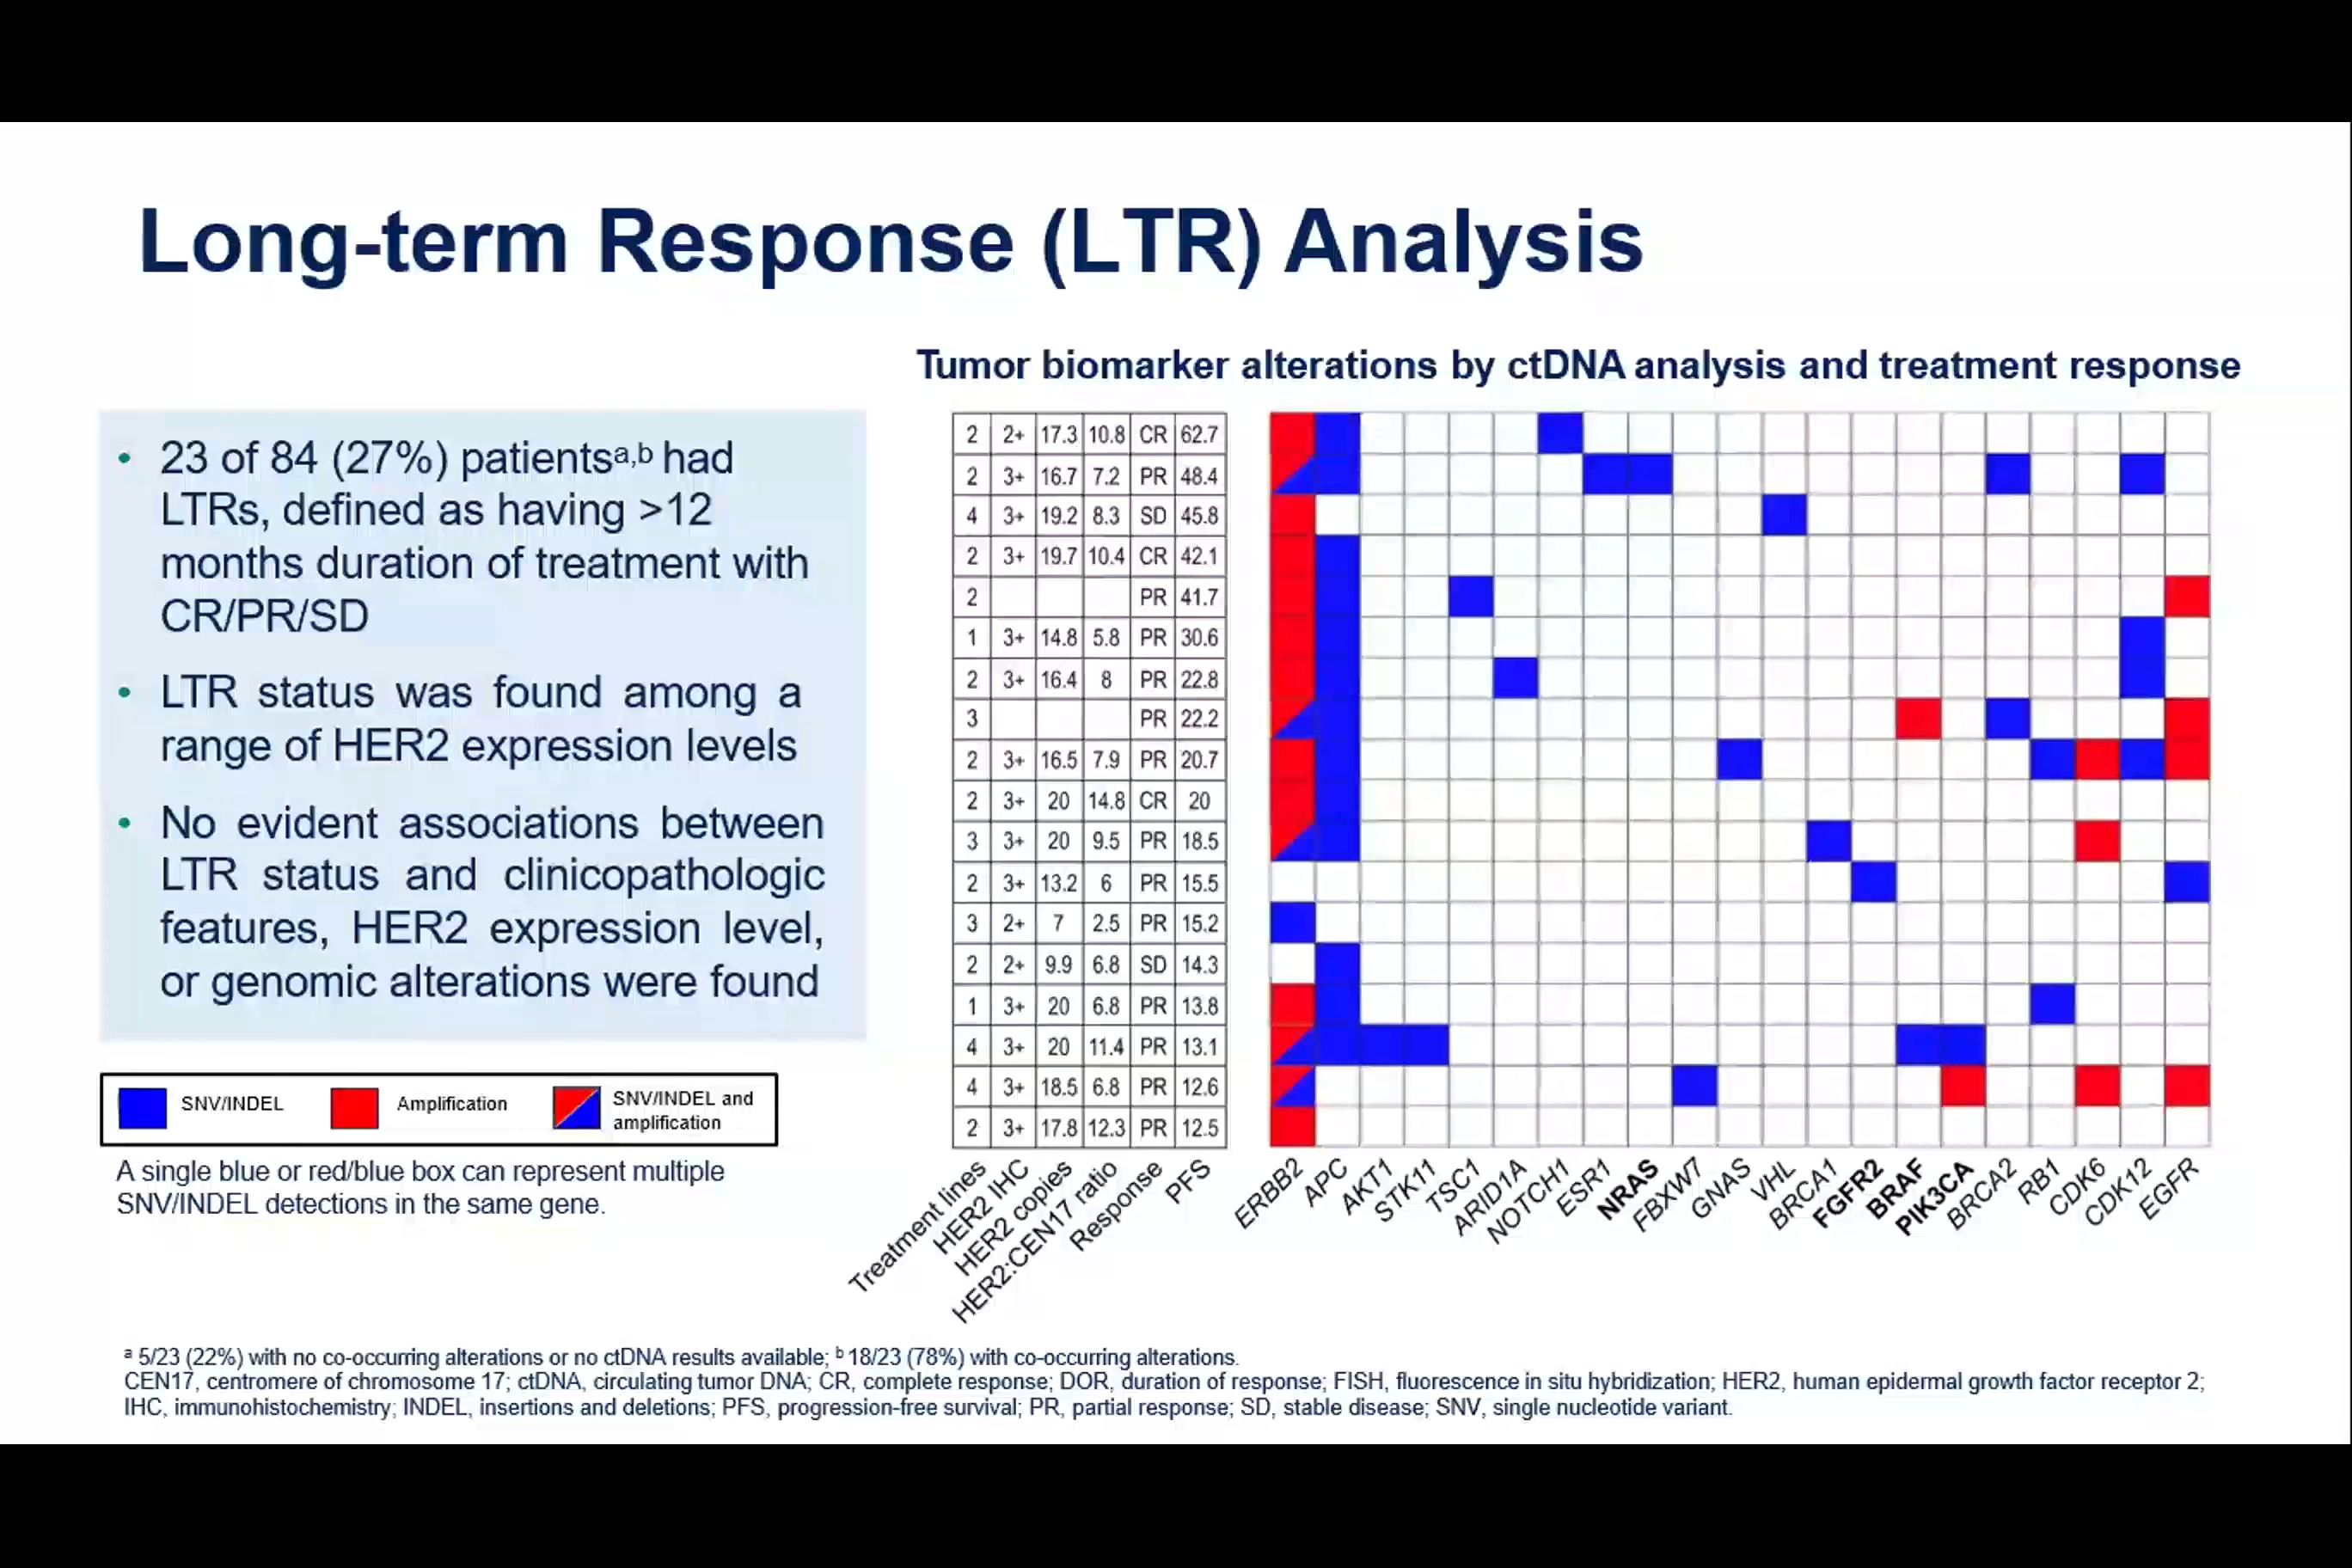 Long-term Response (LTR) Analysis
Tumor biomarker alterations by ctDNA analysis and treatment response
• 23 of 84 (27%) patientsa,b had
LTRs, defined as having >12
months duration of treatment with
CR/PR/SD
• LTR status was found among a
range of HER2 expression levels
• No evident associations between
LTR status and clinicopathologic
features, HER2 expression level,
or genomic alterations were found
SNV/INDEL
Amplification
SNV/INDEL and
amplification
A single blue or red/blue box can represent multiple
SNV/INDEL detections in the same gene.
2 2+ 17.3 10.8 CR 62.7
2 3+ 16.7 7.2 PR 48.4
4 3+ 19.2 8.3 SD 45.8
2 3+ 19.7 10.4 CR 42.1
2 PR 41.7
1 3+ 14.8 5.8 PR 30.6
2 3+ 16.4 8 PR 22.8
3 PR 22.2
2 3+ 16.5 7.9 PR 20.7
2 3+ 20 14.8 CR 20
3 3+ 20 9.5 PR 18.5
2 3+ 13.2 6 PR 15.5
3 2+ 7 2.5 PR 15.2
2 2+ 9.9 6.8 SD 14.3
1 3+ 20 6.8 PR 13.8
4 3+ 20 11.4 PR 13.1
4 3+ 18.5 6.8 PR 12.6
2 3+ 17.8 12.3 PR 12.5
Treatment lines
HER2 IHC
HER2 copies
HER2:CEN17 ratio
Response
PFS
ERBB2
APC
AKT1
STK11
TSC1
ARID1A
NOTCH1
ESR1
NRAS
FBXW7
GNAS
VHL
BRCA1
FGFR2
BRAF
PIK3CA
BRCA2
RB1
CDK6
CDK12
EGFR
a 5/23 (22%) with no co-occurring alterations or no ctDNA results available; b 18/23 (78%) with co-occurring alterations.
CEN17, centromere of chromosome 17; ctDNA, circulating tumor DNA; CR, complete response; DOR, duration of response; FISH, fluorescence in situ hybridization; HER2, human epidermal growth factor receptor 2;
IHC, immunohistochemistry; INDEL, insertions and deletions; PFS, progression-free survival; PR, partial response; SD, stable disease; SNV, single nucleotide variant.